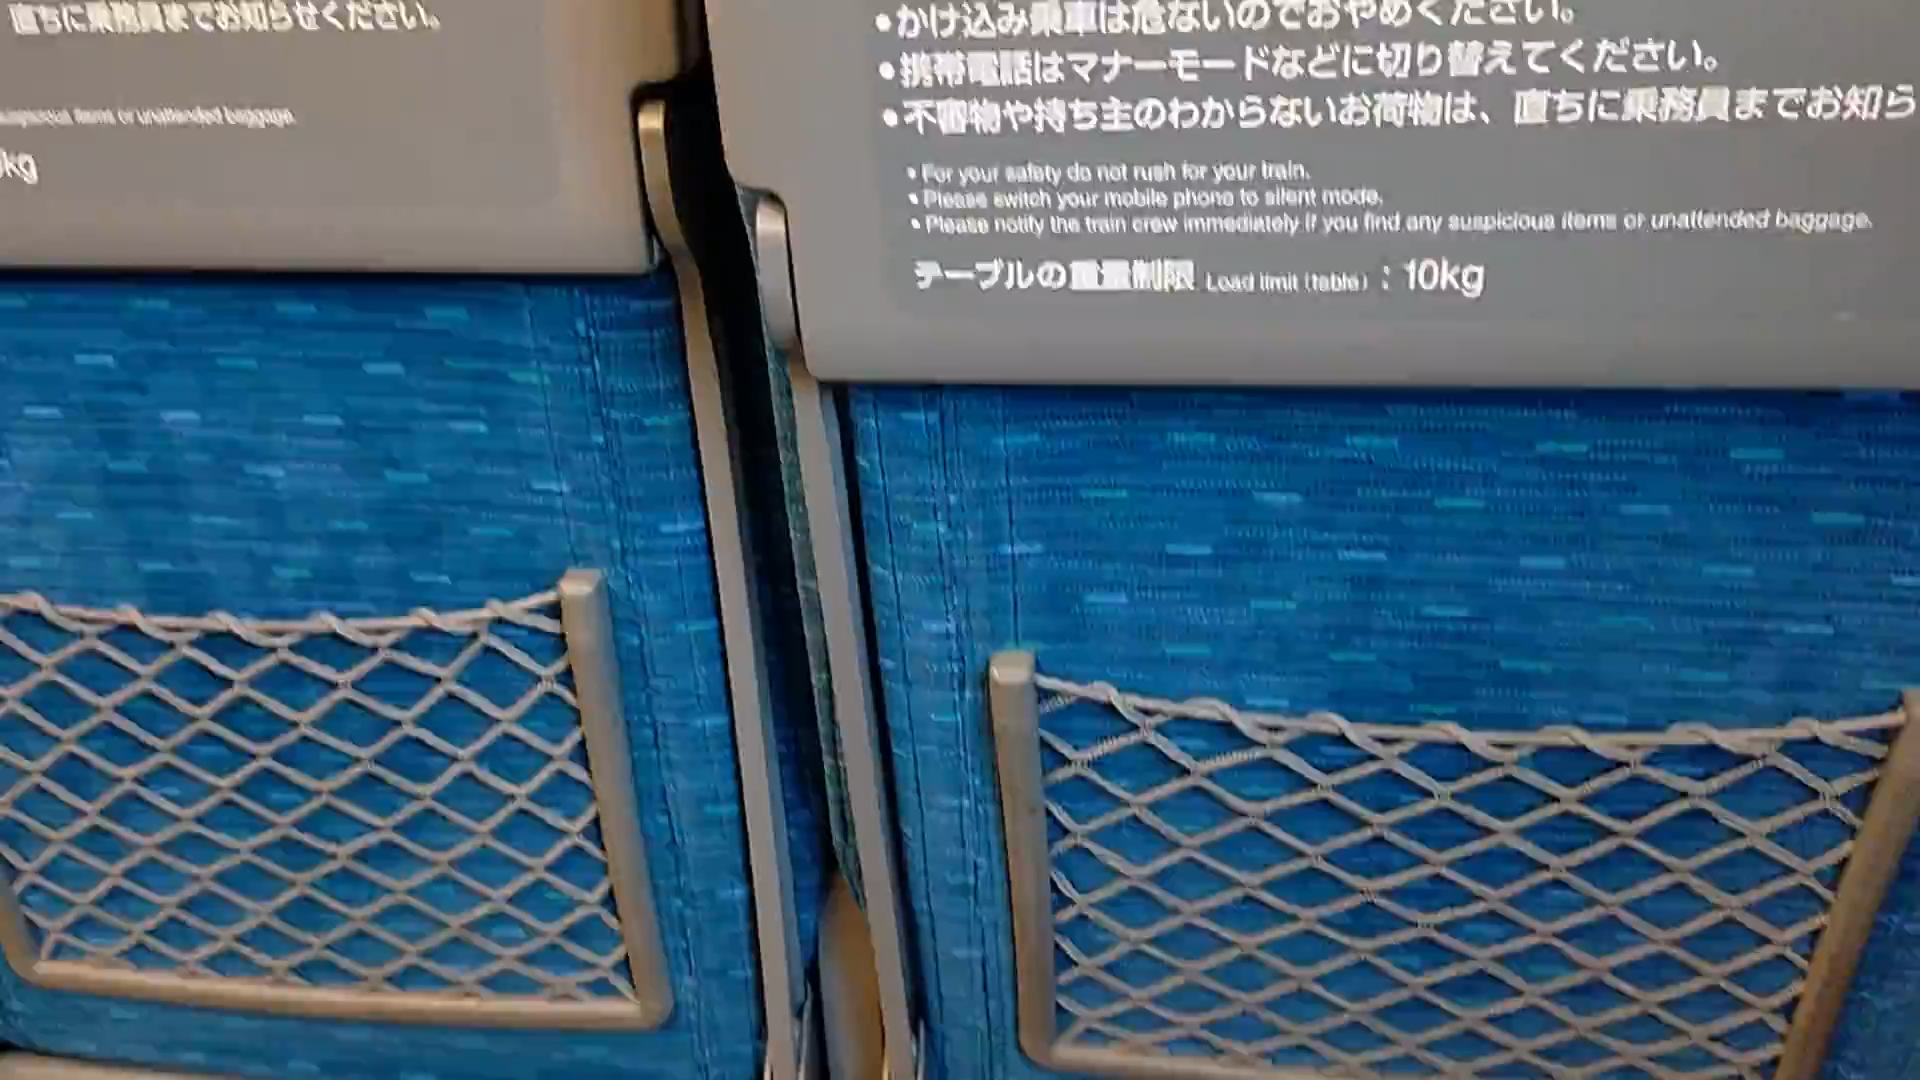 直ちに乗務員までお知らせください。
suspicious items or unattended baggage.
kg
•かけ込み乗車は危ないのでおやめください。
•携帯電話はマナーモードなどに切り替えてください。
•不審物や持ち主のわからないお荷物は、直ちに乗務員までお知ら
• For your safety do not rush for your train.
• Please switch your mobile phone to silent mode.
• Please notify the train crew immediately if you find any suspicious items or unattended baggage.
テーブルの重量制限 Load limit (table) : 10kg